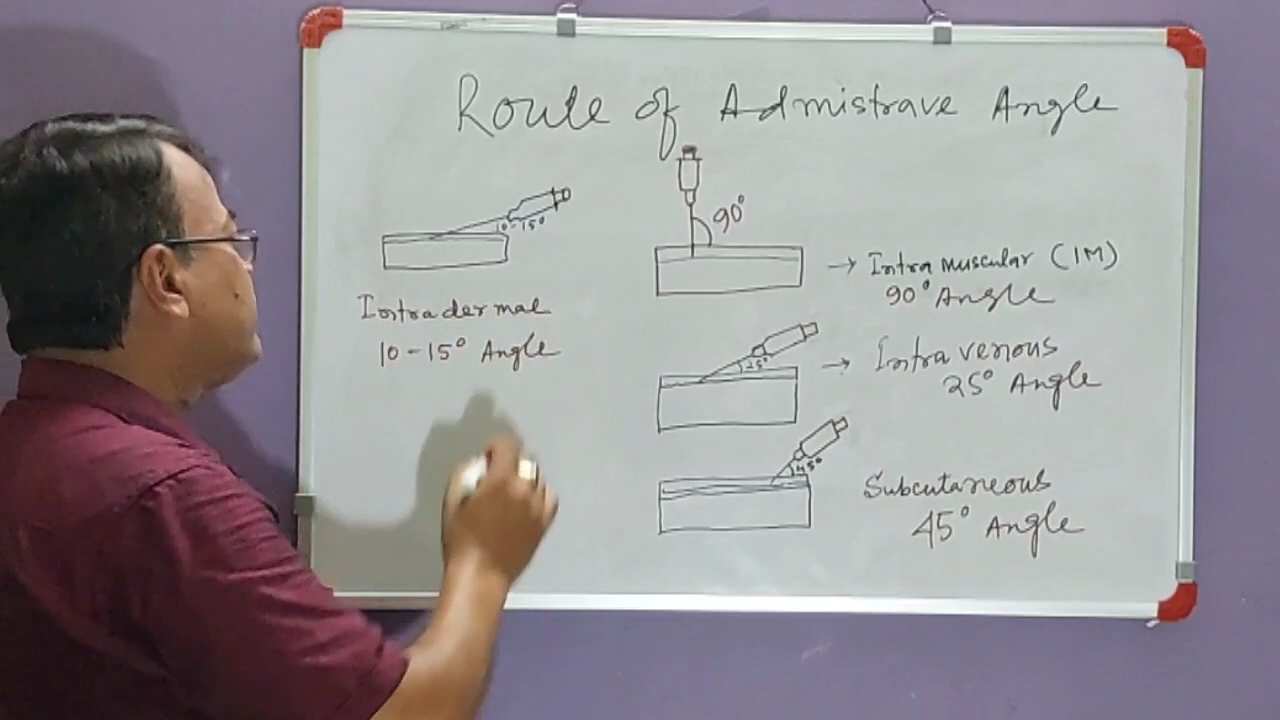 Route of Admistrave Angle
10-15°
Intradermal
10-15° Angle
90°
→ Intra muscular (IM)
90° Angle
25°
→ Intra venous
25° Angle
45°
Subcutaneous
45° Angle